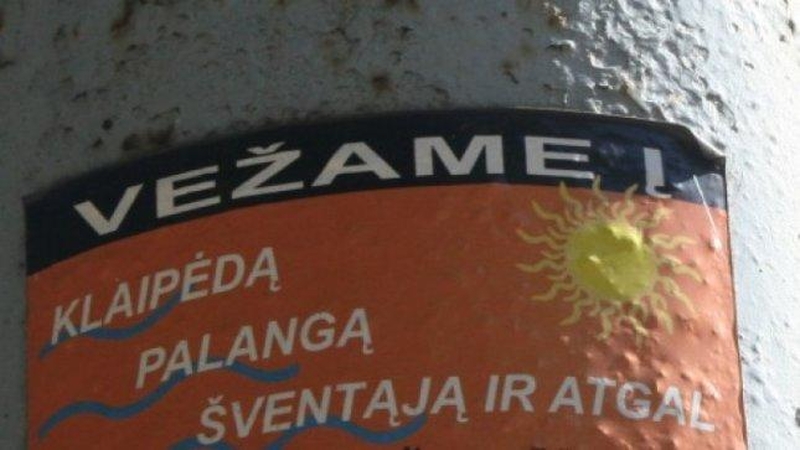 VEŽAME Į
KLAIPĖDĄ
PALANGĄ
ŠVENTĄJĄ IR ATGAL